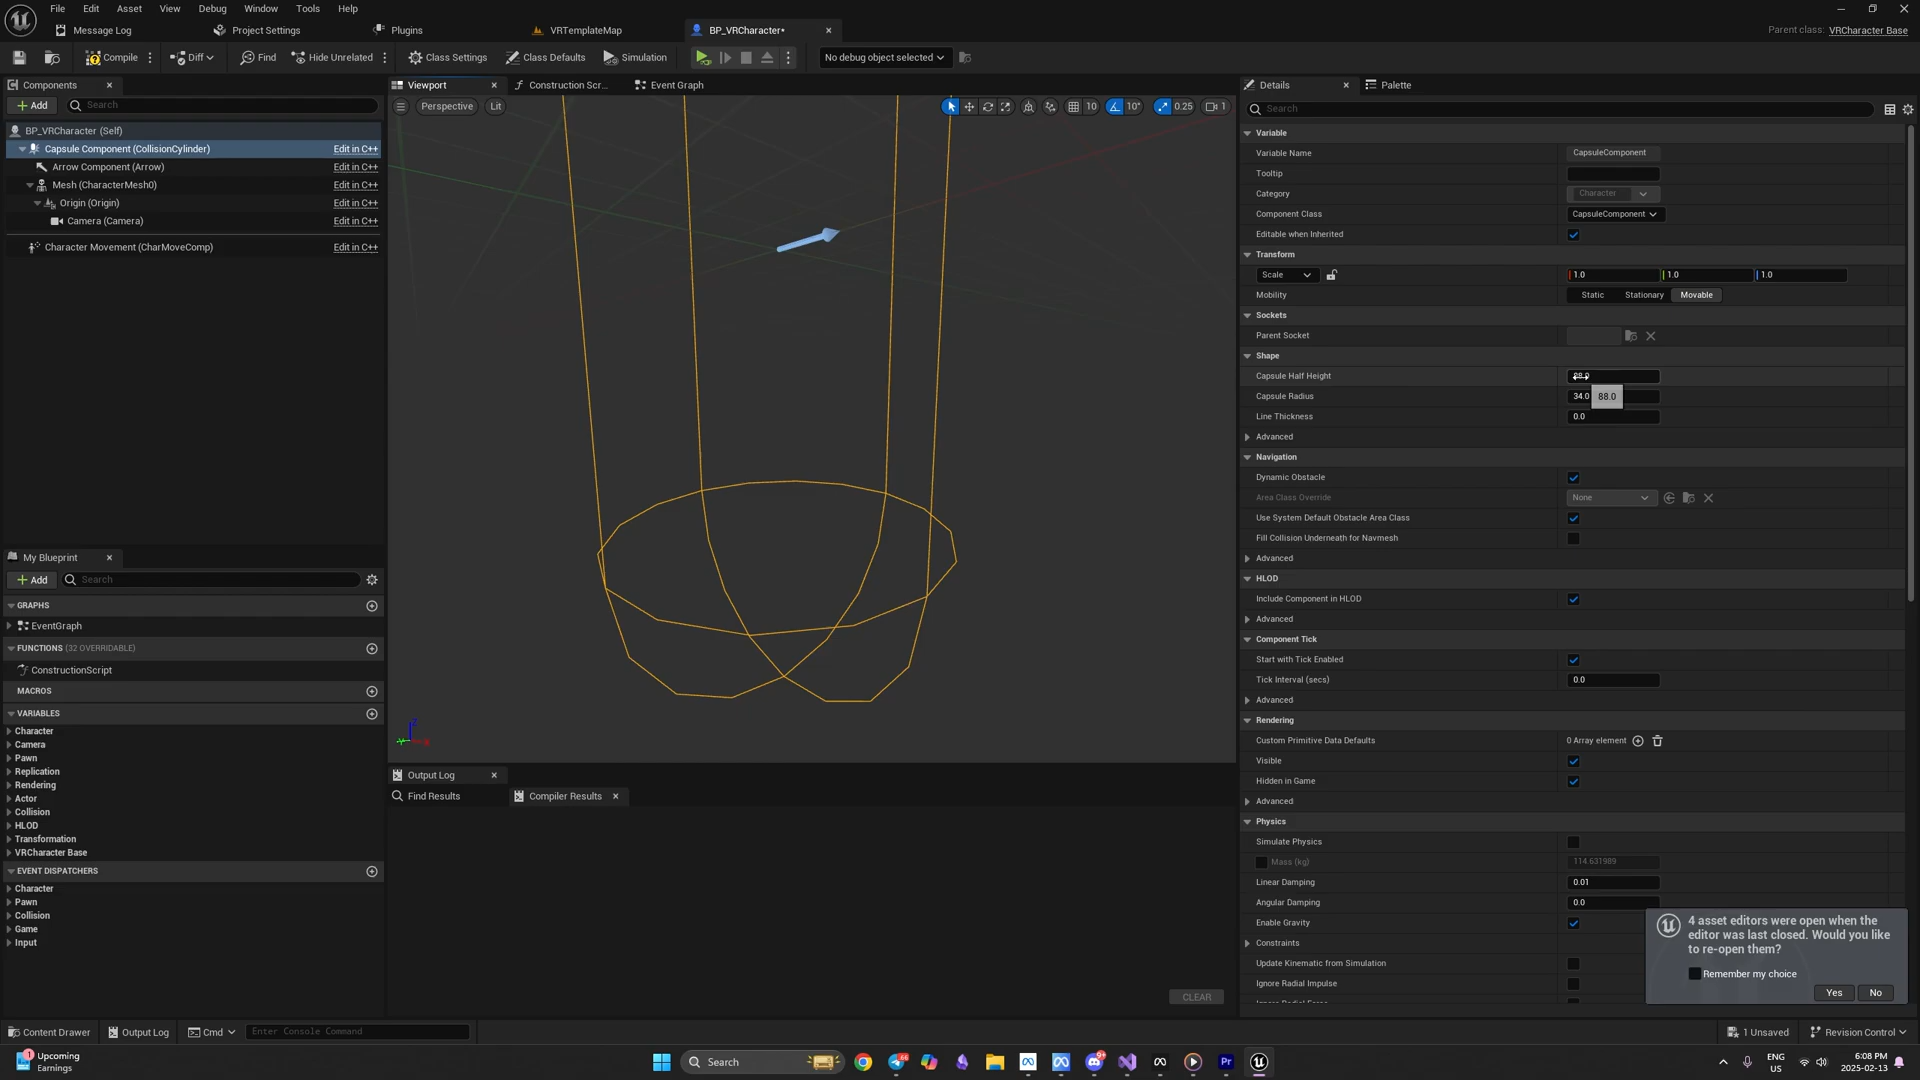 File Edit Asset View Debug Window Tools Help
Message Log Project Settings Plugins VRTemplateMap BP_VRCharacter* Parent class: VRCharacter Base
Compile Diff Find Hide Unrelated Class Settings Class Defaults Simulation No debug object selected
Components
Add Search
BP_VRCharacter (Self)
Capsule Component (CollisionCylinder) Edit in C++
Arrow Component (Arrow) Edit in C++
Mesh (CharacterMesh0) Edit in C++
Origin (Origin) Edit in C++
Camera (Camera) Edit in C++
Character Movement (CharMoveComp) Edit in C++
My Blueprint
Add Search
GRAPHS
EventGraph
FUNCTIONS (32 OVERRIDABLE)
ConstructionScript
MACROS
VARIABLES
Character
Camera
Pawn
Replication
Rendering
Actor
Collision
HLOD
Transformation
VRCharacter Base
EVENT DISPATCHERS
Character
Pawn
Collision
Game
Input
Viewport Construction Scr... Event Graph
Perspective Lit 10 10° 0.25 1
Z
Output Log
Find Results Compiler Results
CLEAR
Details Palette
Search
Variable
Variable Name CapsuleComponent
Tooltip
Category Character
Component Class CapsuleComponent
Editable when Inherited
Transform
Scale 1.0 1.0 1.0
Mobility Static Stationary Movable
Sockets
Parent Socket
Shape
Capsule Half Height 88.0
Capsule Radius 34.0 88.0
Line Thickness 0.0
Advanced
Navigation
Dynamic Obstacle
Area Class Override None
Use System Default Obstacle Area Class
Fill Collision Underneath for Navmesh
Advanced
HLOD
Include Component in HLOD
Advanced
Component Tick
Start with Tick Enabled
Tick Interval (secs) 0.0
Advanced
Rendering
Custom Primitive Data Defaults 0 Array element
Visible
Hidden in Game
Advanced
Physics
Simulate Physics
Mass (kg) 114.631989
Linear Damping 0.01
Angular Damping 0.0
Enable Gravity
Constraints
Update Kinematic from Simulation
Ignore Radial Impulse
Ignore Radial Force
4 asset editors were open when the
editor was last closed. Would you like
to re-open them?
Remember my choice
Yes No
Content Drawer Output Log Cmd Enter Console Command 1 Unsaved Revision Control
1 Upcoming
Earnings
Search
ENG
US
6:08 PM
2025-02-13